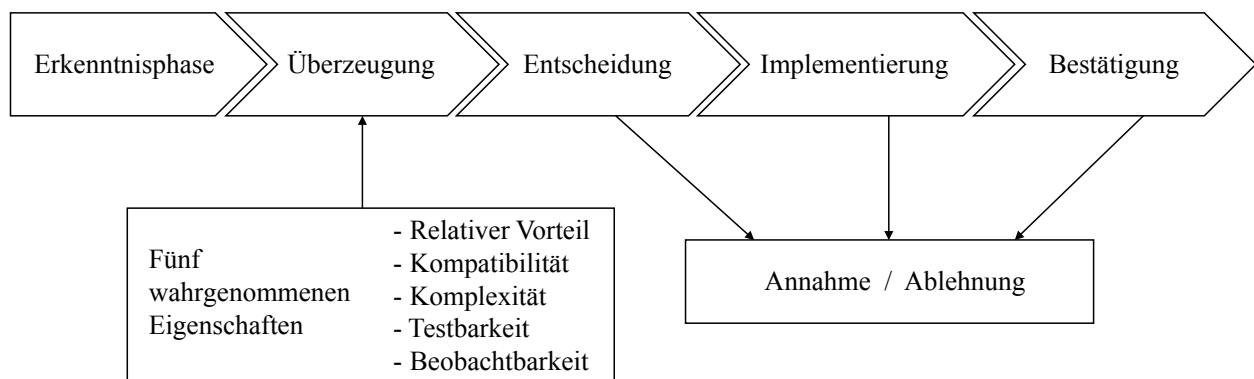 Erkenntnisphase
Überzeugung
Entscheidung
Implementierung
Bestätigung
Fünf
wahrgenommenen
Eigenschaften
- Relativer Vorteil
- Kompatibilität
- Komplexität
- Testbarkeit
- Beobachtbarkeit
Annahme / Ablehnung